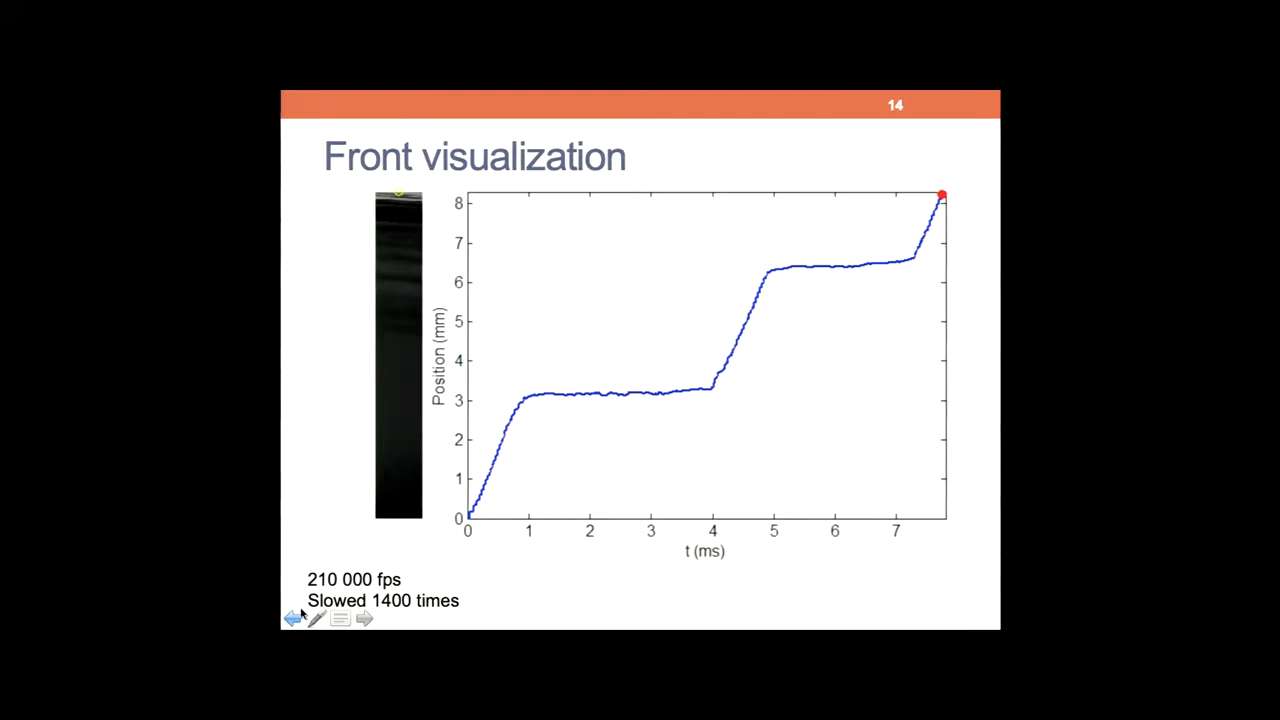 14
Front visualization
8
7
6
5
4
3
2
1
0
Position (mm)
0 1 2 3 4 5 6 7
t (ms)
210 000 fps
Slowed 1400 times